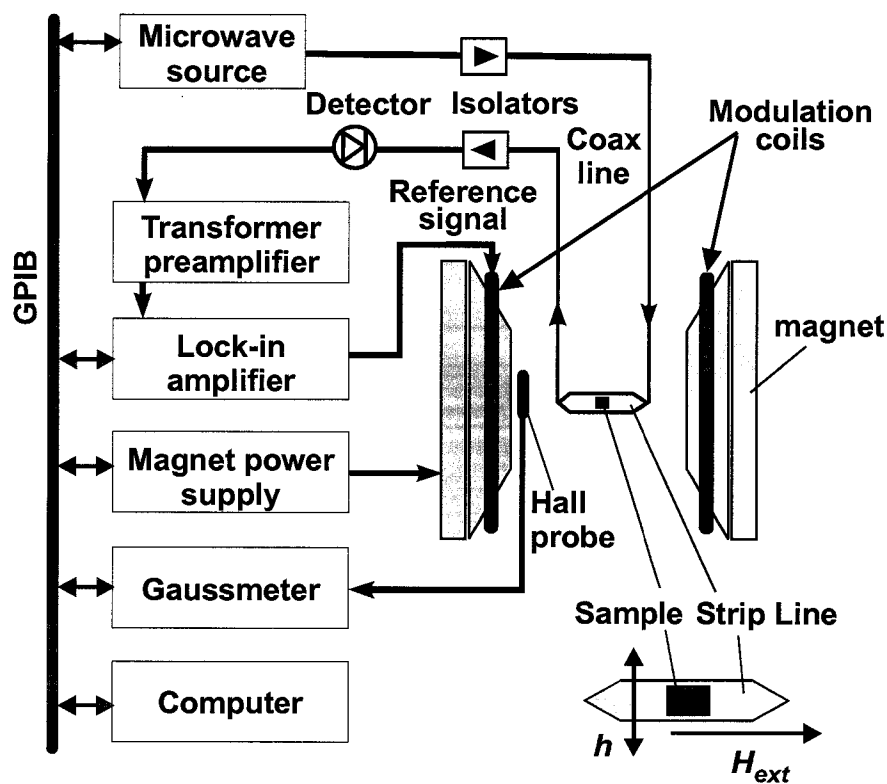 Microwave
source
Detector
Isolators
Coax
line
Modulation
coils
Reference
signal
Transformer
preamplifier
GPIB
Lock-in
amplifier
magnet
Magnet power
supply
Hall
probe
Gaussmeter
Sample
Strip Line
Computer
h
H_ext